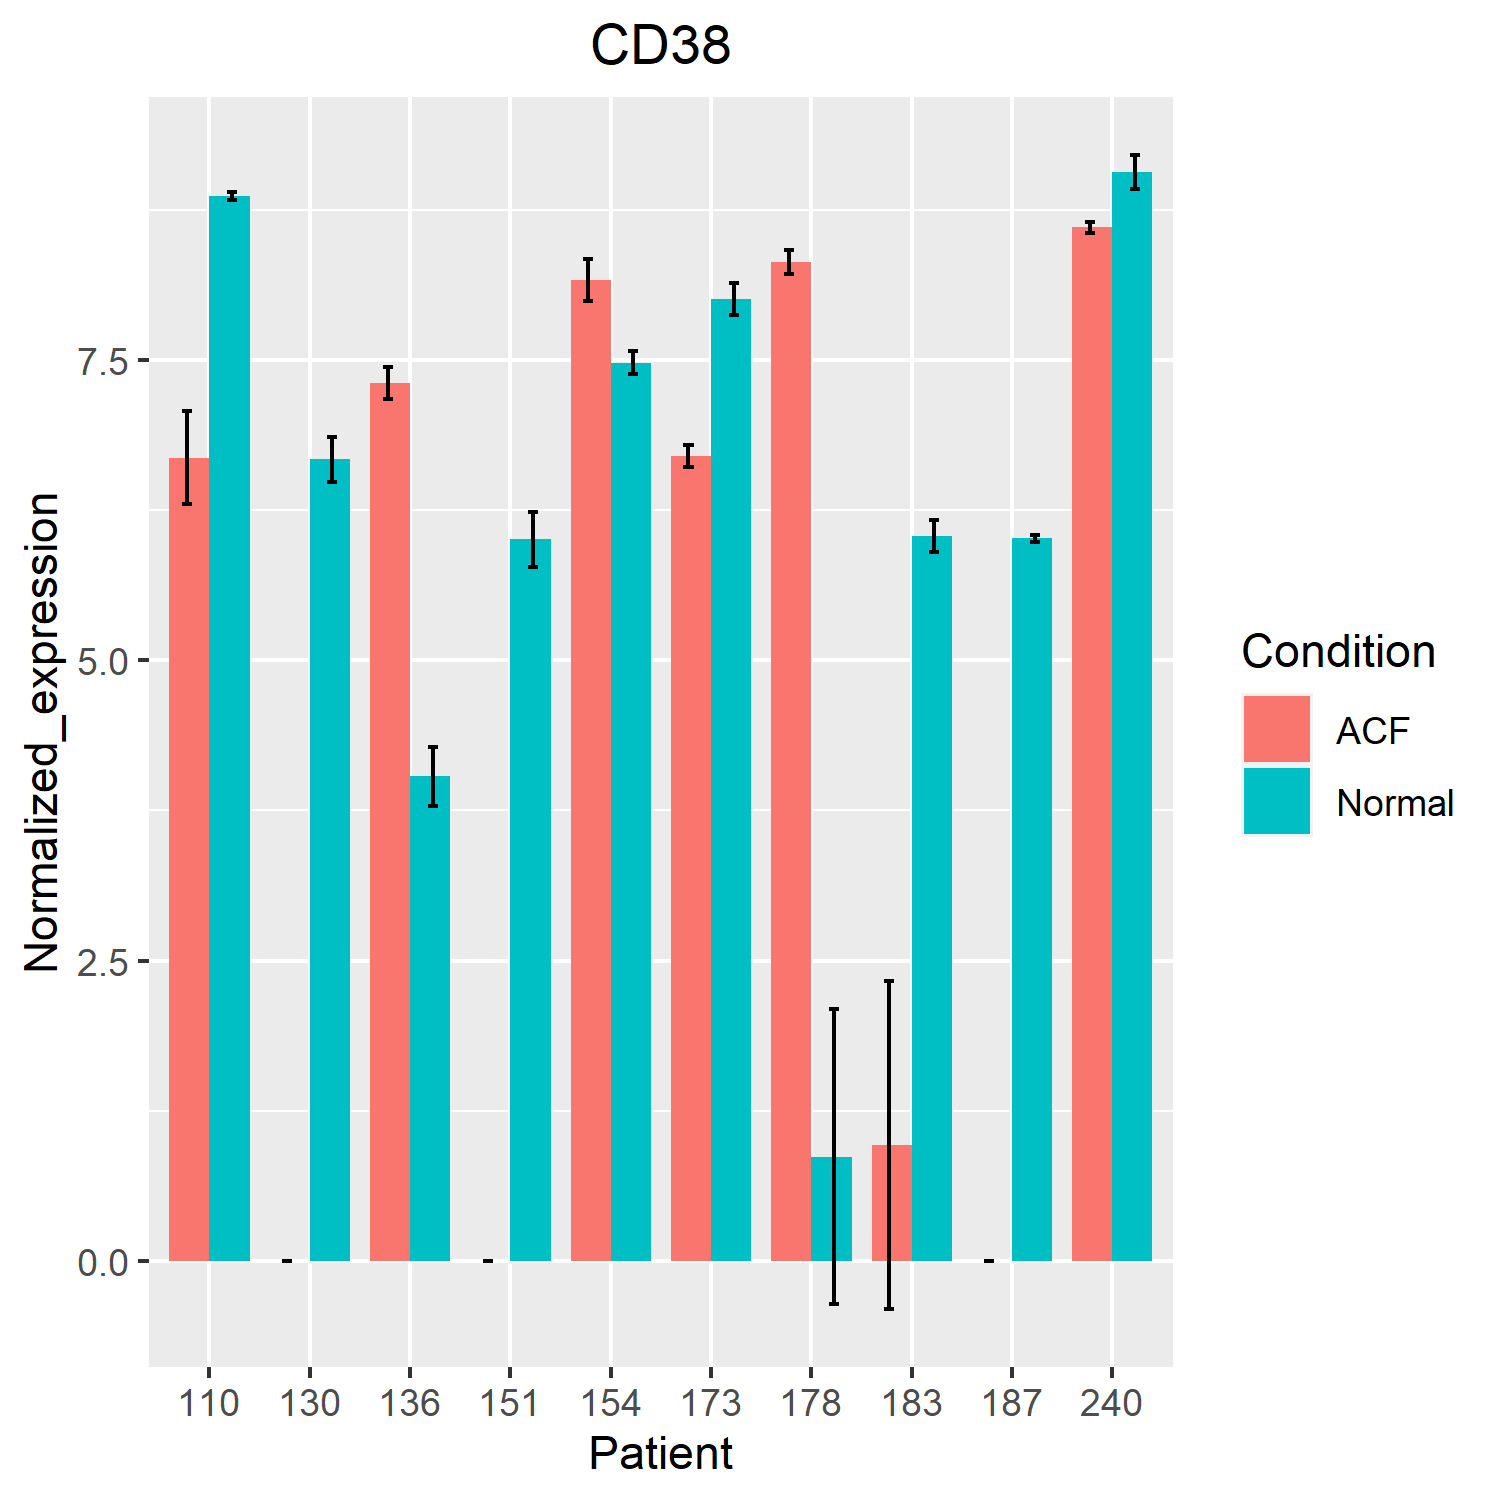 CD38
Normalized_expression
7.5
5.0
2.5
0.0
110 130 136 151 154 173 178 183 187 240
Patient
Condition
ACF
Normal